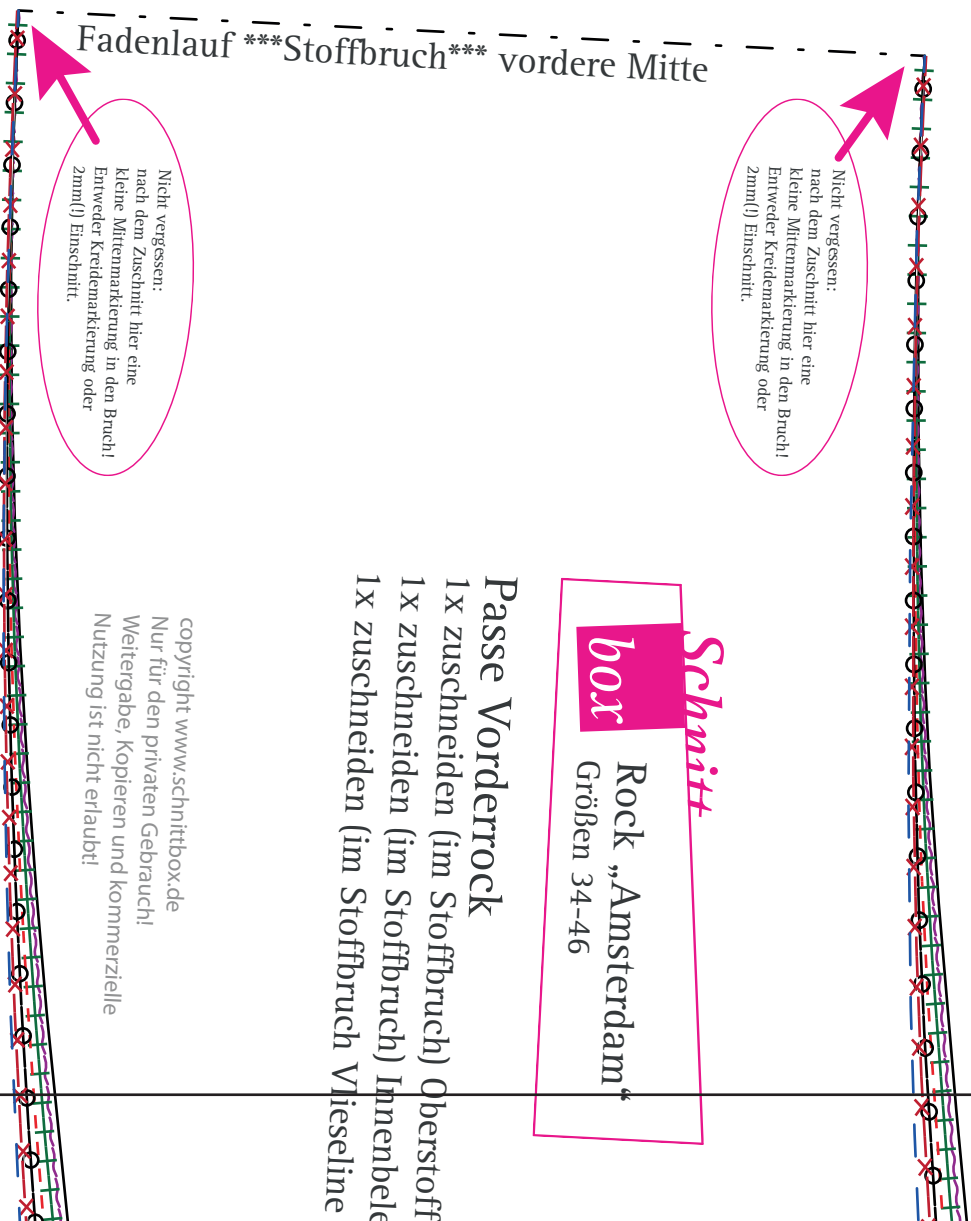 Fadenlauf ***Stoffbruch*** vordere Mitte
Nicht vergessen:
nach dem Zuschnitt hier eine
kleine Mittenmarkierung in den Bruch!
Entweder Kreidemarkierung oder
2mm(!) Einschnitt.
Nicht vergessen:
nach dem Zuschnitt hier eine
kleine Mittenmarkierung in den Bruch!
Entweder Kreidemarkierung oder
2mm(!) Einschnitt.
Schnitt
box
Rock „Amsterdam“
Größen 34-46
Passe Vorderrock
1x zuschneiden (im Stoffbruch) Oberstoff
1x zuschneiden (im Stoffbruch) Innenbele
1x zuschneiden (im Stoffbruch Vlieseline
copyright www.schnittbox.de
Nur für den privaten Gebrauch!
Weitergabe, Kopieren und kommerzielle
Nutzung ist nicht erlaubt!